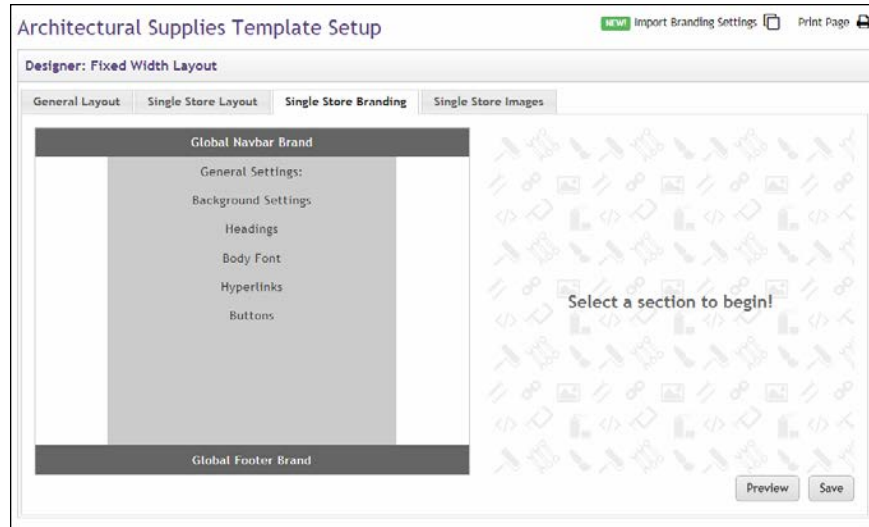 Architectural Supplies Template Setup
NEW! Import Branding Settings
Print Page
Designer: Fixed Width Layout
General Layout
Single Store Layout
Single Store Branding
Single Store Images
Global Navbar Brand
General Settings:
Background Settings
Headings
Body Font
Hyperlinks
Buttons
Global Footer Brand
Select a section to begin!
Preview
Save